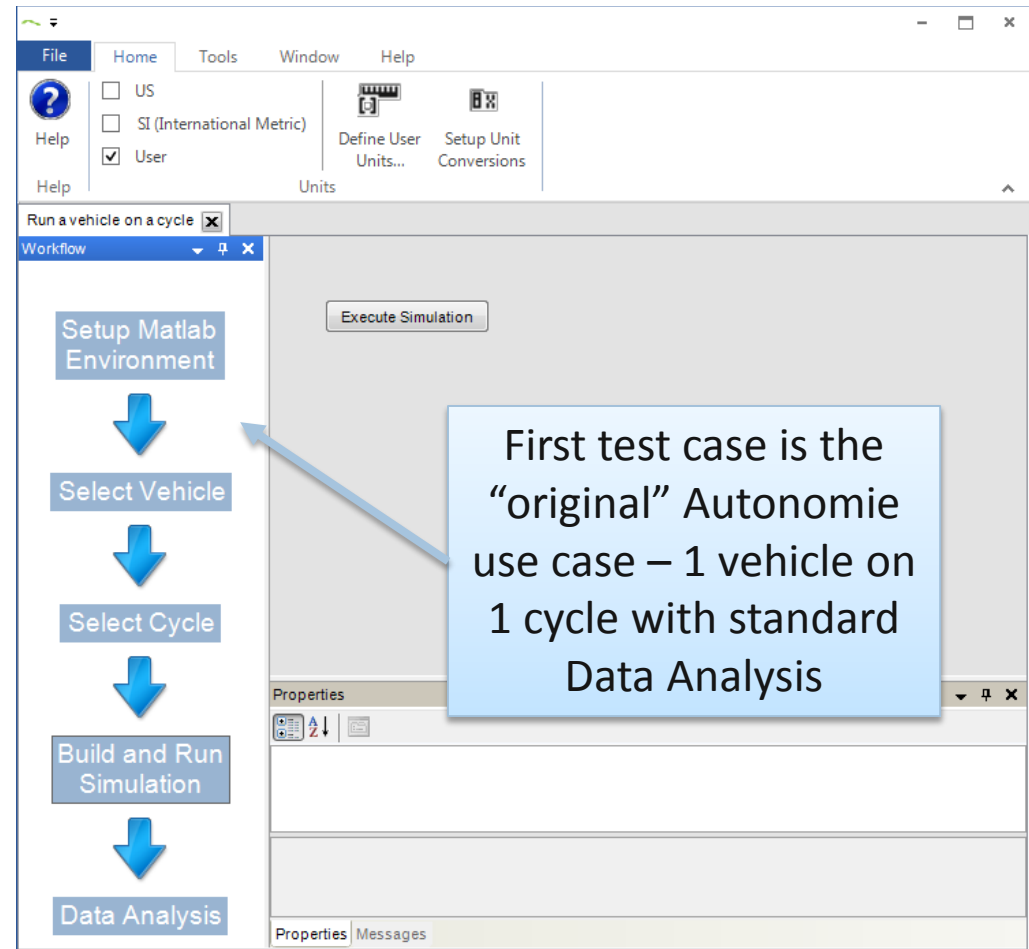 File Home Tools Window Help
US
SI (International Metric)
User
Help
Define User
Units...
Setup Unit
Conversions
Help
Units
Run a vehicle on a cycle
Workflow
Setup Matlab
Environment
Select Vehicle
Select Cycle
Build and Run
Simulation
Data Analysis
Execute Simulation
First test case is the
“original” Autonomie
use case – 1 vehicle on
1 cycle with standard
Data Analysis
Properties
Properties Messages